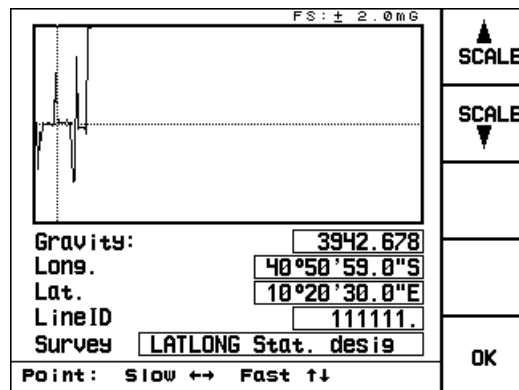 FS:± 2.0mG
SCALE
SCALE
Gravity: 3942.678
Long. 40°50'59.0"S
Lat. 10°20'30.0"E
LineID 111111.
Survey LATLONG Stat. desig
OK
Point: Slow ↔ Fast ↑↓